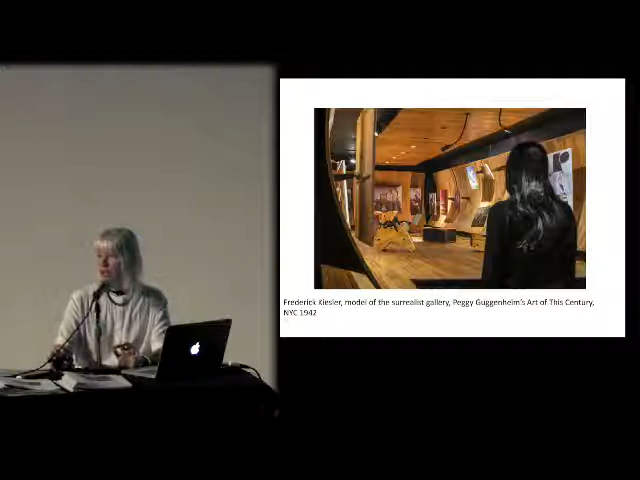 Frederick Kiesler, model of the surrealist gallery, Peggy Guggenheim's Art of This Century,
NYC 1942